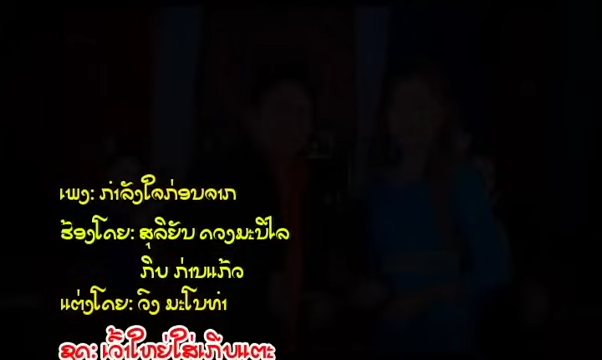 ເພງ: ກຳລັງໃຈກ່ອນຈາກ
ຮ້ອງໂດຍ: ສຸລິຍັນ ດວງມະນີໄລ
ກິບ ກ່ານແກ້ວ
ແຕ່ງໂດຍ: ວົງ ມະໂນທຳ
ຊຸດ: ເວົ້າໃຫຍ່ໃສ່ເກີບແຕະ